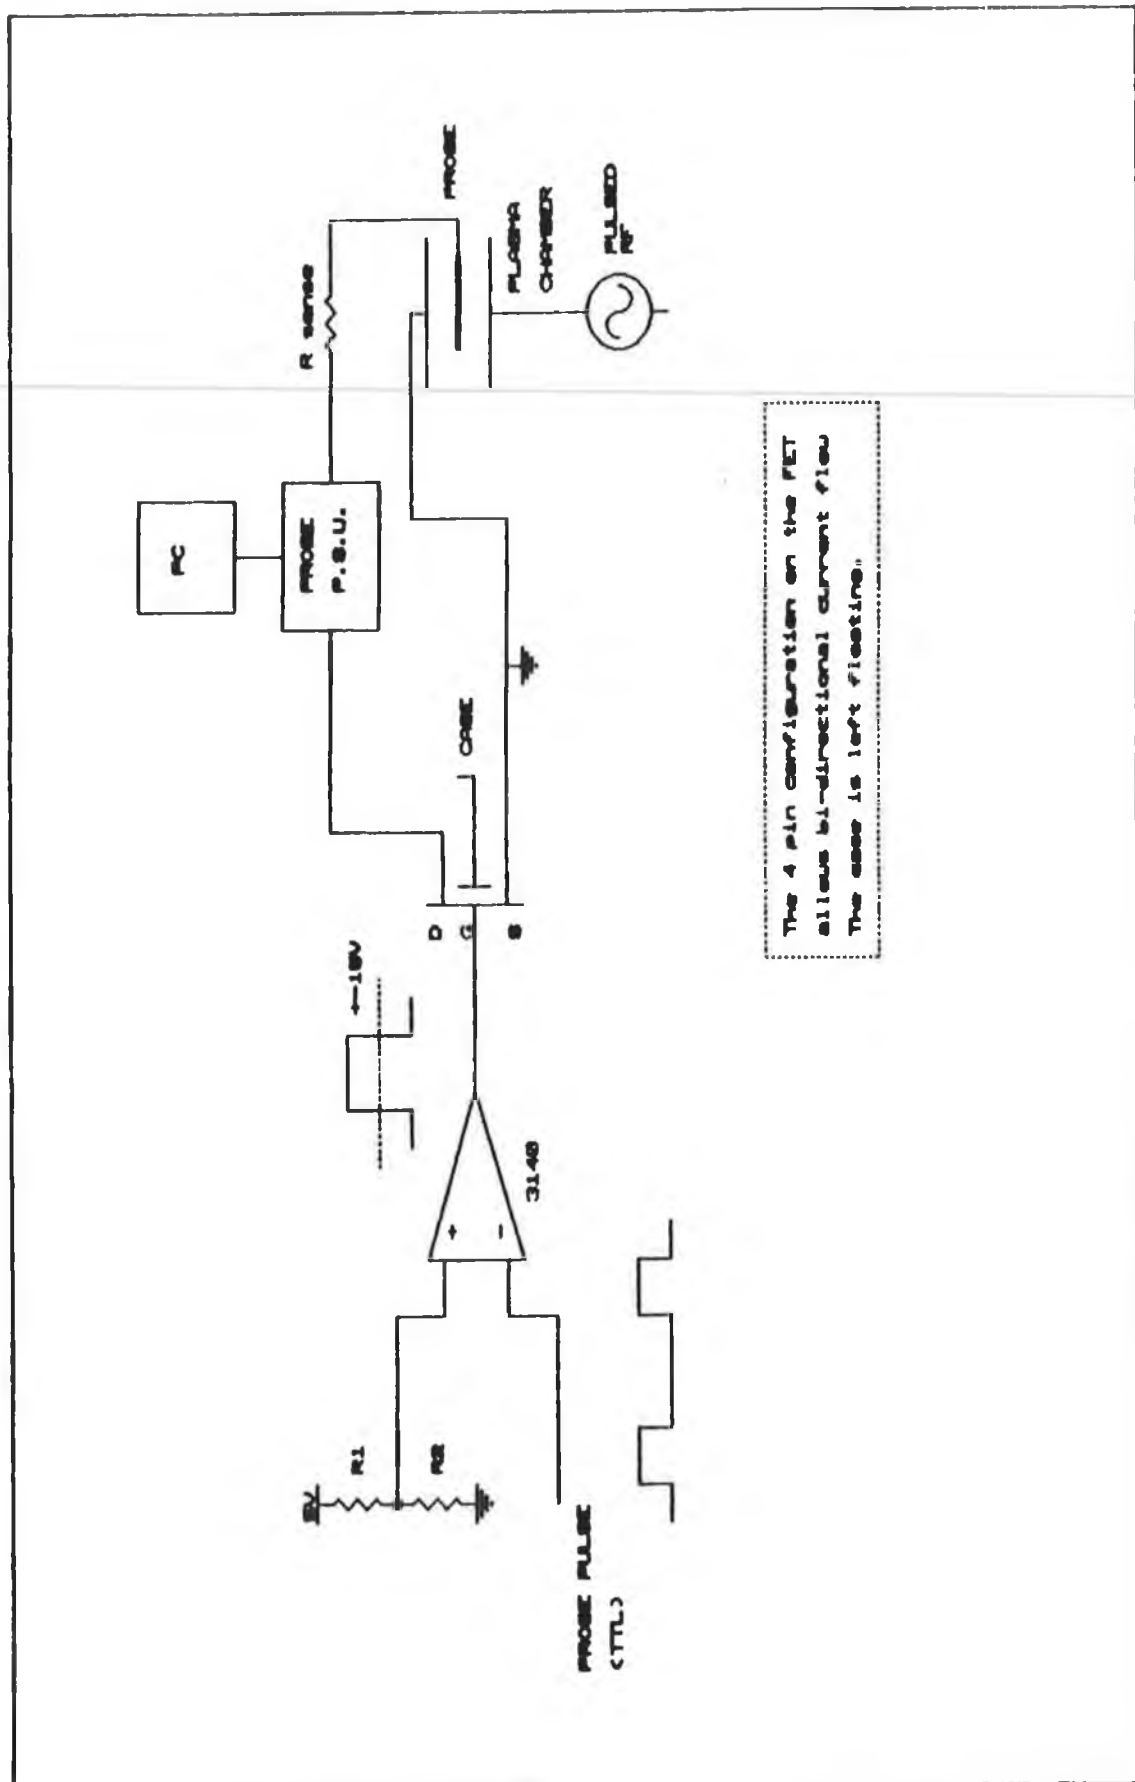 PC
PROBE
P.S.U.
R sense
PROBE
PLASMA
CHAMBER
PULSED
RF
+-15V
D
G
S
CASE
5V
R1
R2
+
-
3140
PROBE PULSE
(TTL)
The 4 pin configuration on the FET
allows bi-directional current flow
The case is left floating.